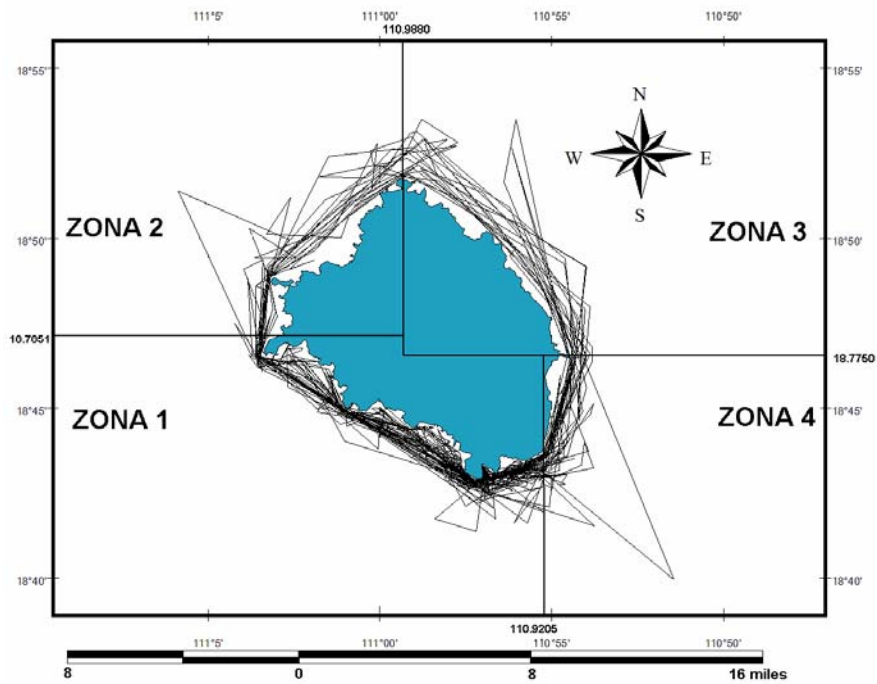 111°5' 111°00' 110°55' 110°50'
110.9880
18°55' 18°55'
N
W E
S
18°50' ZONA 2 ZONA 3 18°50'
10.7051
19.7750
18°45' ZONA 1 ZONA 4 18°45'
18°40' 18°40'
110.9205
111°5' 111°00' 110°55' 110°50'
8 0 8 16 miles